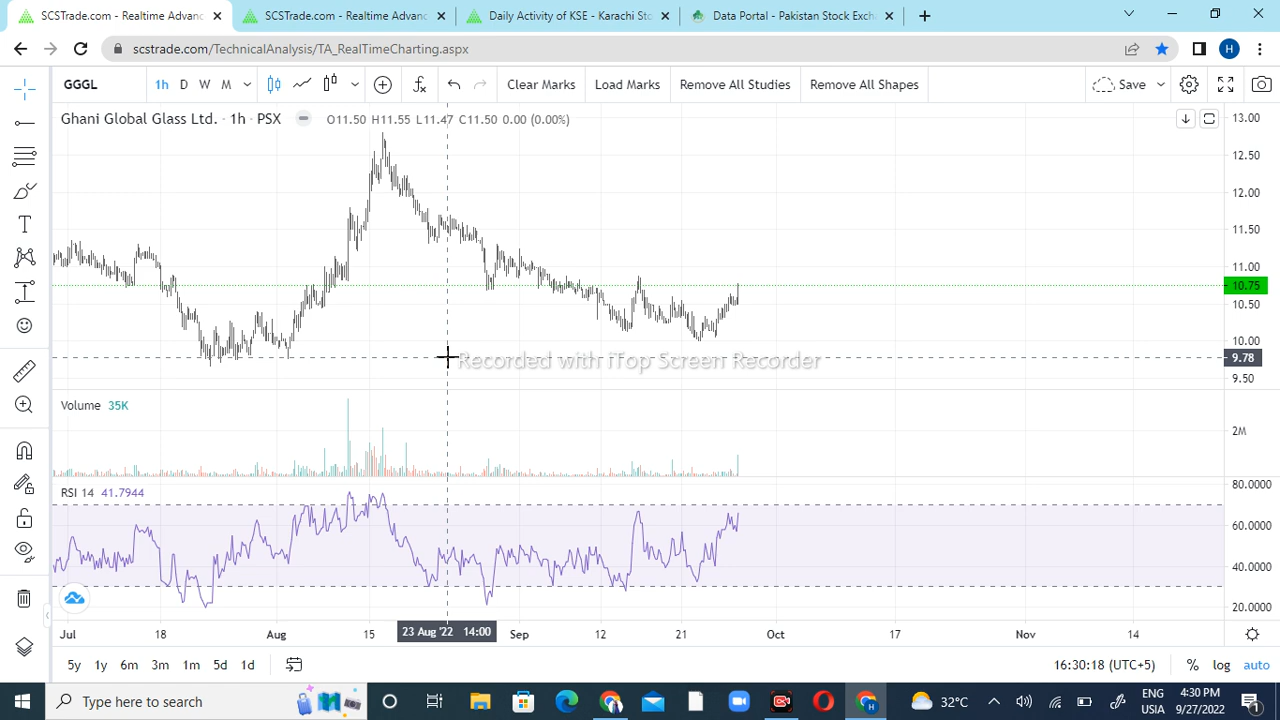 SCSTrade.com - Realtime Advanc
SCSTrade.com - Realtime Advanc
Daily Activity of KSE - Karachi Sto
Data Portal - Pakistan Stock Exch
scstrade.com/TechnicalAnalysis/TA_RealTimeCharting.aspx
H
GGGL
1h D W M
Clear Marks
Load Marks
Remove All Studies
Remove All Shapes
Save
Ghani Global Glass Ltd. · 1h · PSX
O11.50 H11.55 L11.47 C11.50 0.00 (0.00%)
13.00
12.50
12.00
11.50
11.00
10.75
10.50
10.00
9.78
9.50
Recorded with iTop Screen Recorder
Volume 35K
2M
RSI 14 41.7944
80.0000
60.0000
40.0000
20.0000
Jul 18 Aug 15 23 Aug '22 14:00 Sep 12 21 Oct 17 Nov 14
5y 1y 6m 3m 1m 5d 1d
16:30:18 (UTC+5) % log auto
Type here to search
32°C
ENG
USIA
4:30 PM
9/27/2022
1